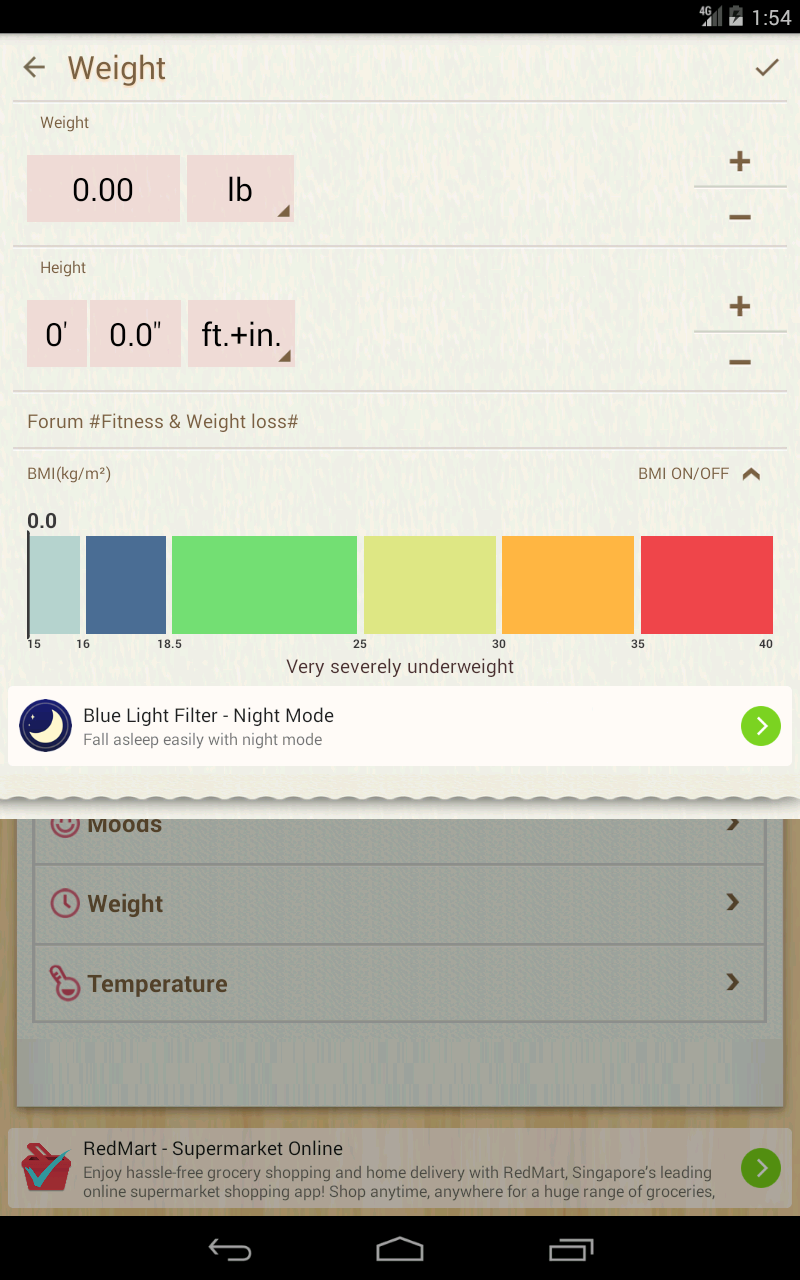 4G 1:54
Weight
Weight
0.00 lb
+
−
Height
0' 0.0" ft.+in.
+
−
Forum #Fitness & Weight loss#
BMI(kg/m²) BMI ON/OFF
0.0
15 16 18.5 25 30 35 40
Very severely underweight
Blue Light Filter - Night Mode
Fall asleep easily with night mode
Moods
Weight
Temperature
RedMart - Supermarket Online
Enjoy hassle-free grocery shopping and home delivery with RedMart, Singapore's leading
online supermarket shopping app! Shop anytime, anywhere for a huge range of groceries,